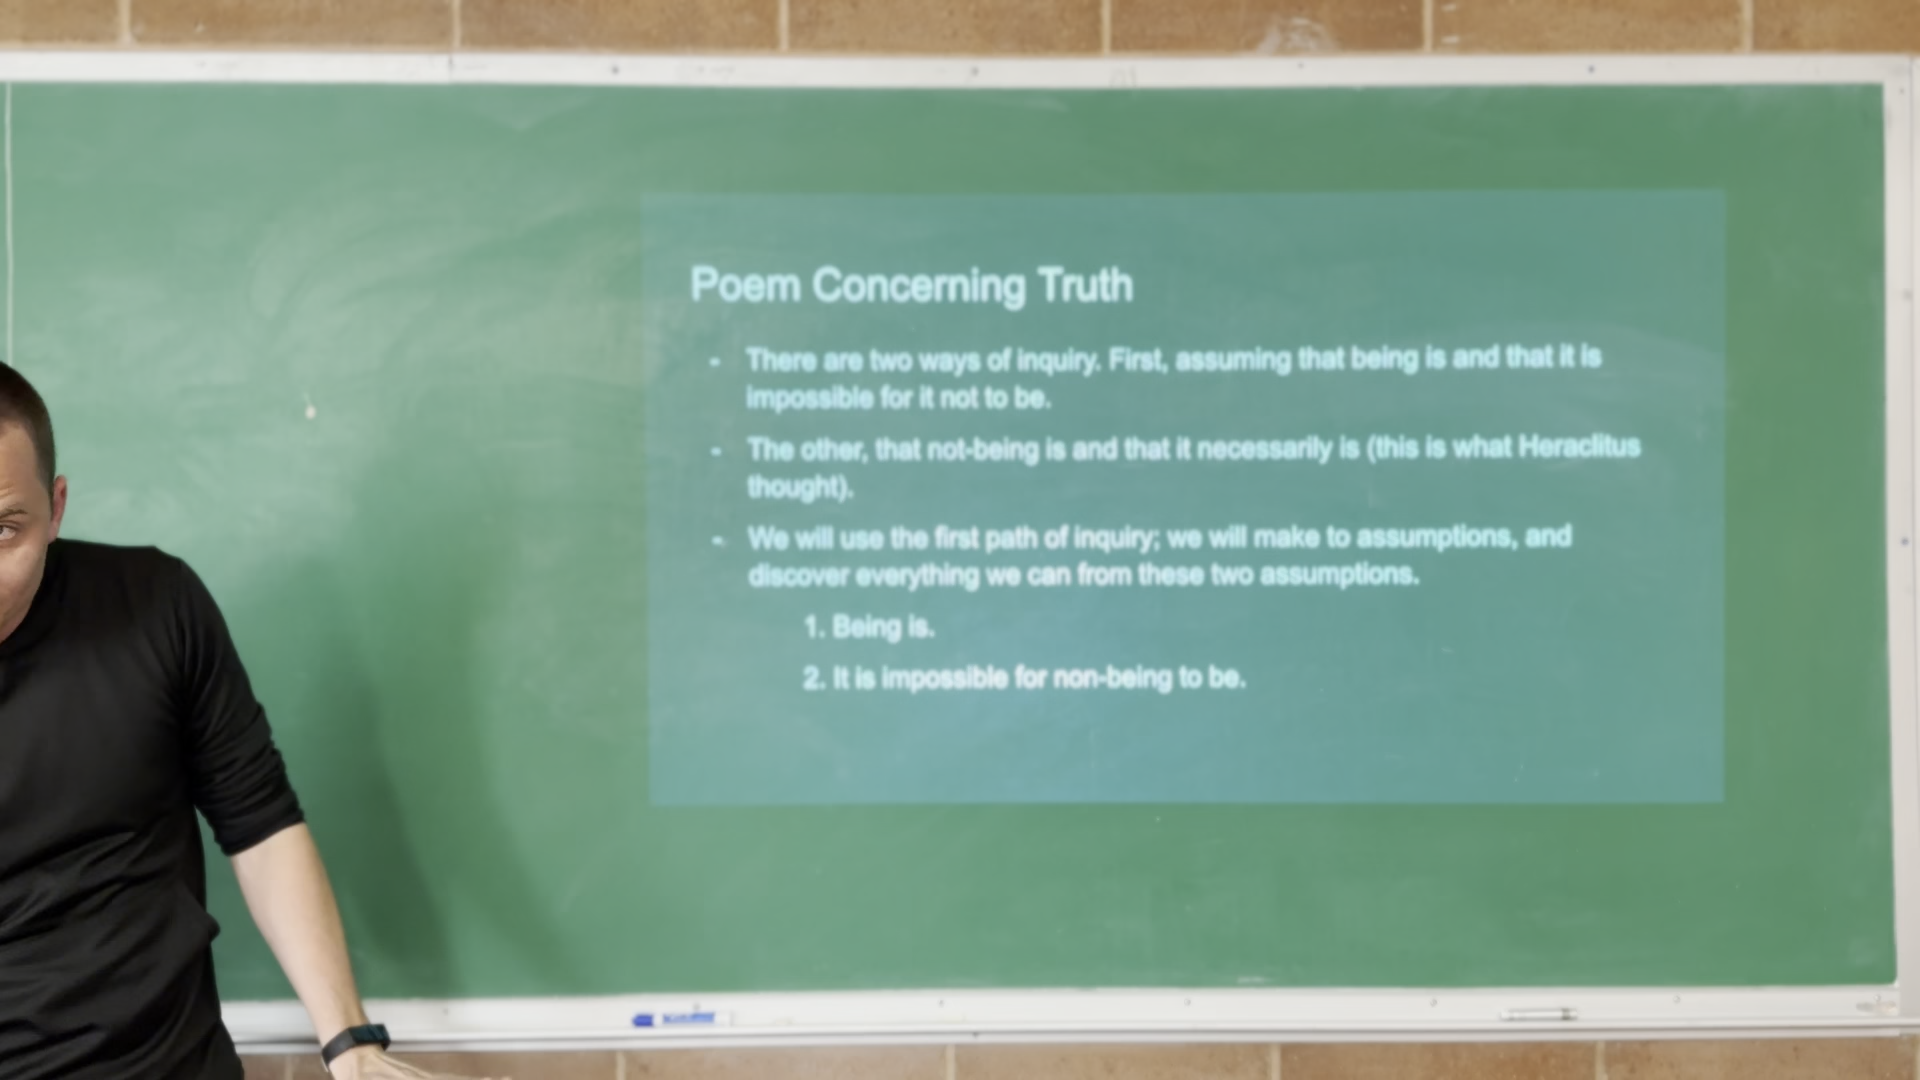 Poem Concerning Truth
- There are two ways of inquiry. First, assuming that being is and that it is
impossible for it not to be.
- The other, that not-being is and that it necessarily is (this is what Heraclitus
thought).
- We will use the first path of inquiry; we will make to assumptions, and
discover everything we can from these two assumptions.
1. Being is.
2. It is impossible for non-being to be.